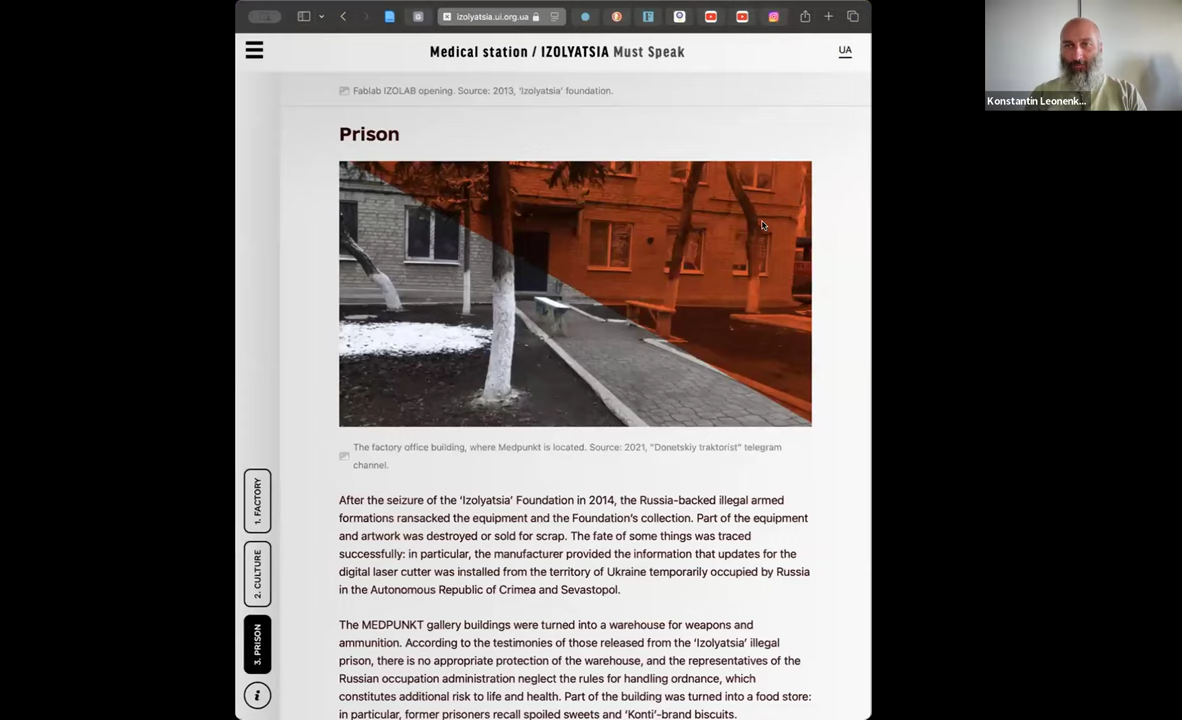 izolyatsia.ui.org.ua
Medical station / IZOLYATSIA Must Speak
UA
Fablab IZOLAB opening. Source: 2013, 'Izolyatsia' foundation.
Prison
The factory office building, where Medpunkt is located. Source: 2021, "Donetskiy traktorist" telegram
channel.
After the seizure of the 'Izolyatsia' Foundation in 2014, the Russia-backed illegal armed
formations ransacked the equipment and the Foundation's collection. Part of the equipment
and artwork was destroyed or sold for scrap. The fate of some things was traced
successfully: in particular, the manufacturer provided the information that updates for the
digital laser cutter was installed from the territory of Ukraine temporarily occupied by Russia
in the Autonomous Republic of Crimea and Sevastopol.
The MEDPUNKT gallery buildings were turned into a warehouse for weapons and
ammunition. According to the testimonies of those released from the 'Izolyatsia' illegal
prison, there is no appropriate protection of the warehouse, and the representatives of the
Russian occupation administration neglect the rules for handling ordnance, which
constitutes additional risk to life and health. Part of the building was turned into a food store:
in particular, former prisoners recall spoiled sweets and 'Konti'-brand biscuits.
1. FACTORY
2. CULTURE
3. PRISON
i
Konstantin Leonenk...